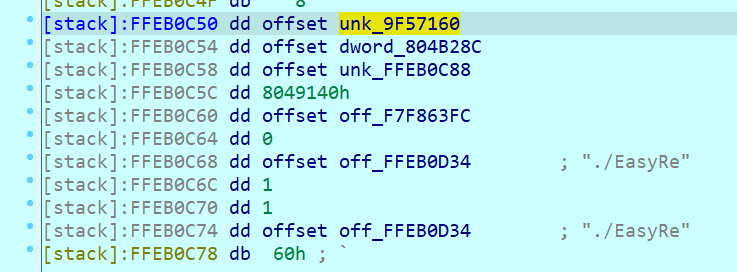 [stack]:FFEB0C4F db    8
[stack]:FFEB0C50 dd offset unk_9F57160
[stack]:FFEB0C54 dd offset dword_804B28C
[stack]:FFEB0C58 dd offset unk_FFEB0C88
[stack]:FFEB0C5C dd 8049140h
[stack]:FFEB0C60 dd offset off_F7F863FC
[stack]:FFEB0C64 dd 0
[stack]:FFEB0C68 dd offset off_FFEB0D34 ; "./EasyRe"
[stack]:FFEB0C6C dd 1
[stack]:FFEB0C70 dd 1
[stack]:FFEB0C74 dd offset off_FFEB0D34 ; "./EasyRe"
[stack]:FFEB0C78 db  60h ; `